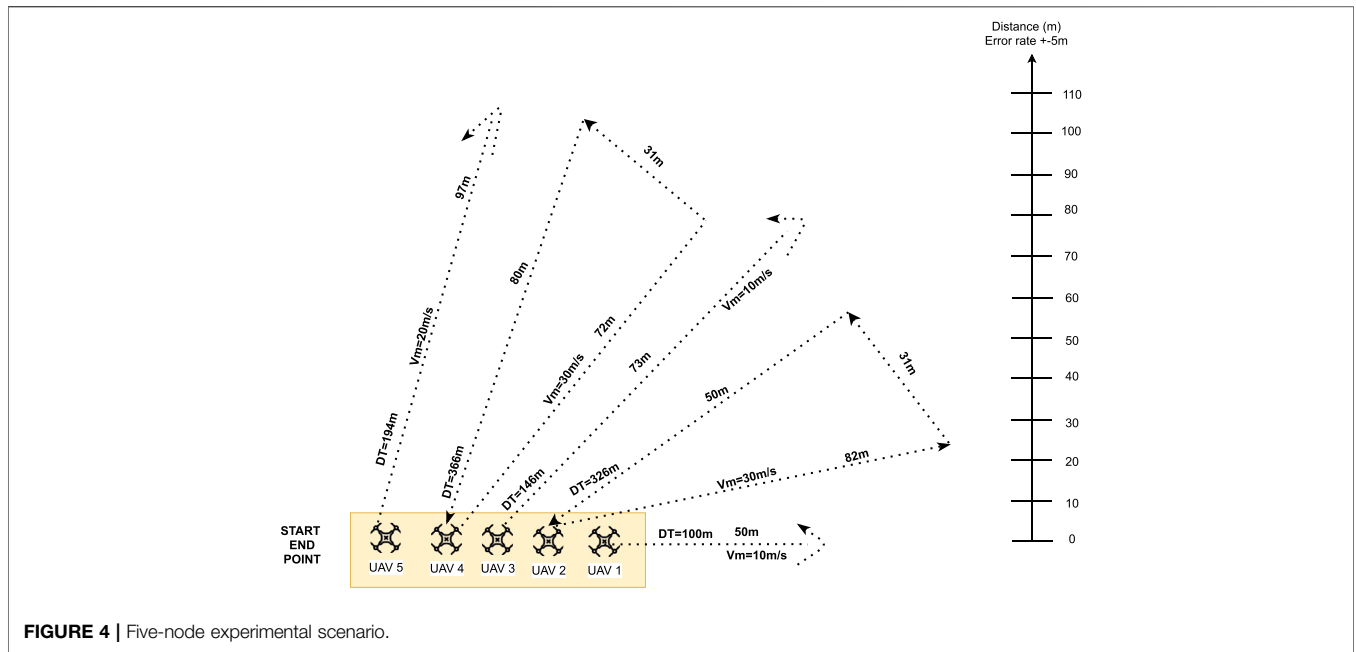 Distance (m)
Error rate +-5m
110
100
90
80
70
60
50
40
30
20
10
0
97m
Vm=20m/s
DT=194m
31m
80m
DT=366m
72m
Vm=30m/s
Vm=10m/s
73m
DT=146m
50m
DT=326m
31m
82m
Vm=30m/s
DT=100m
50m
Vm=10m/s
START
END
POINT
UAV 5
UAV 4
UAV 3
UAV 2
UAV 1
FIGURE 4 | Five-node experimental scenario.